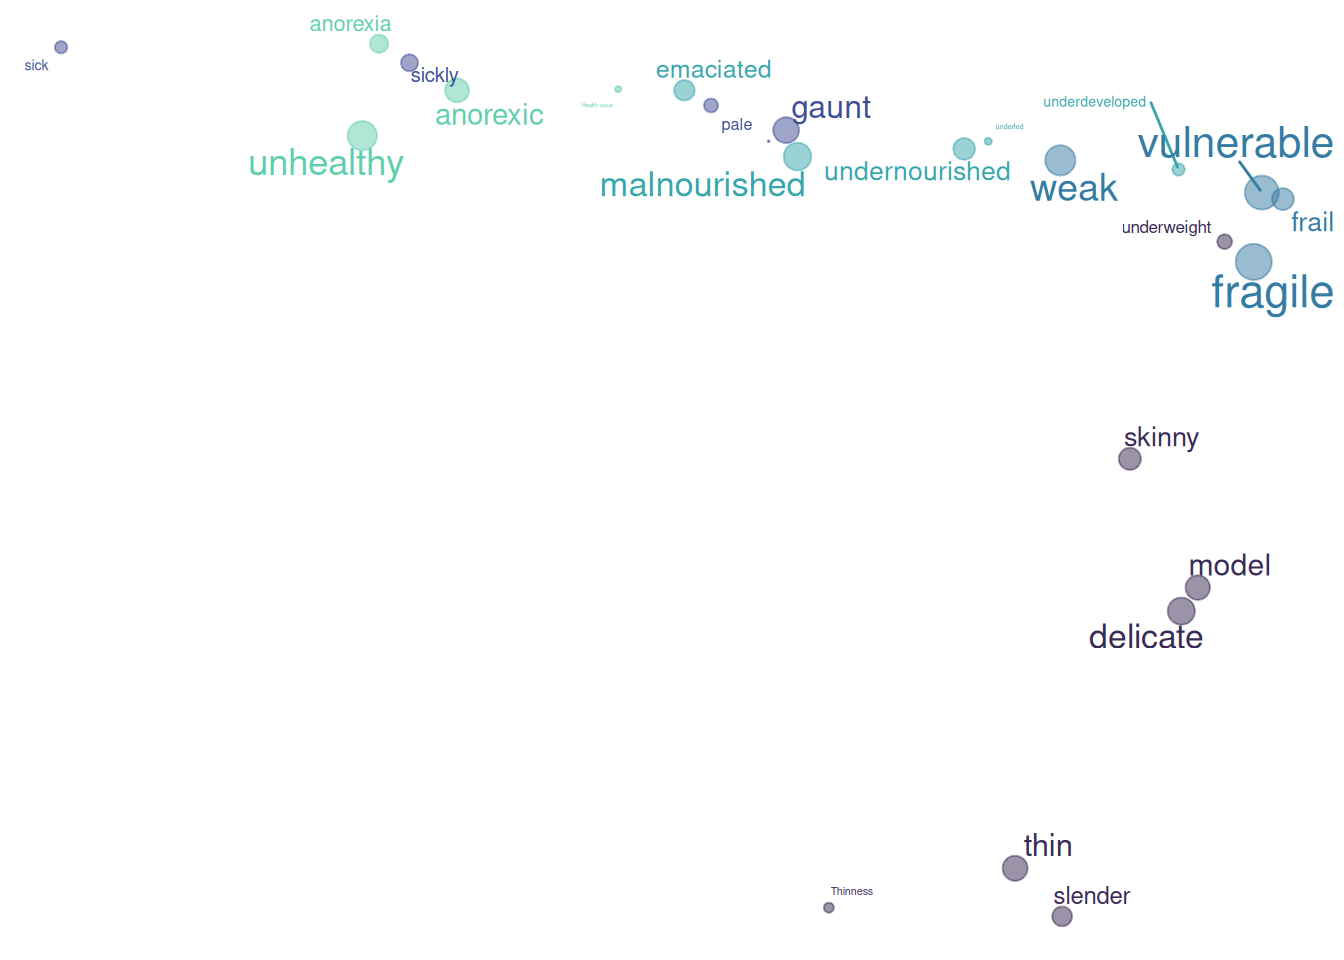 anorexia
sick
sickly
emaciated
anorexic
Health issue
gaunt
pale
underdeveloped
underfed
vulnerable
unhealthy
malnourished
undernourished
weak
underweight
frail
fragile
skinny
model
delicate
thin
Thinness
slender